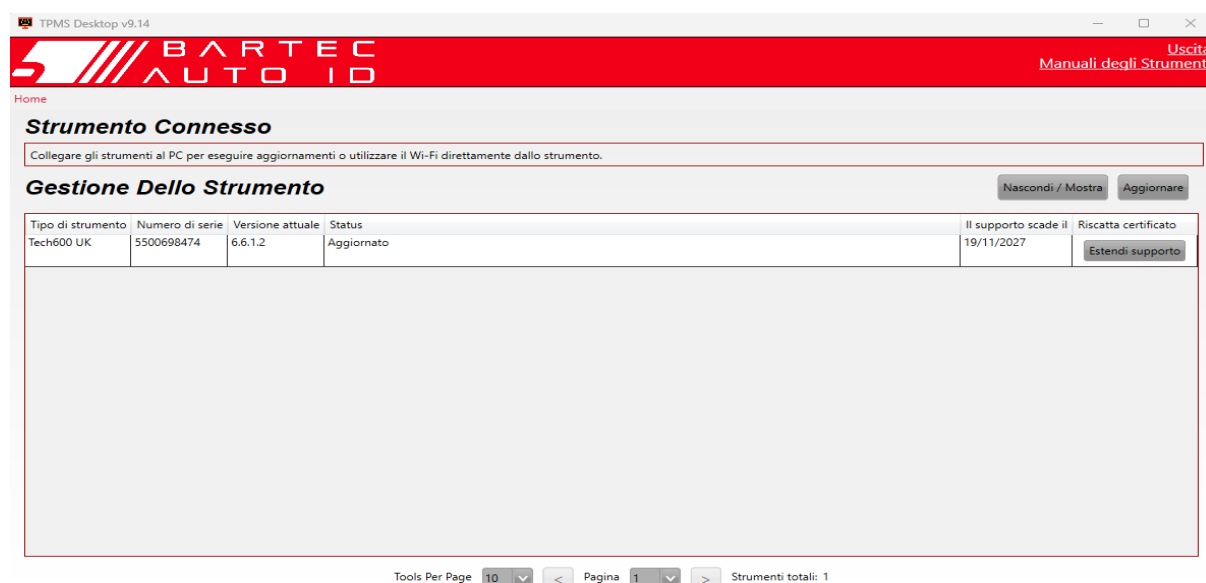 TPMS Desktop v9.14
BARTEC
AUTO ID
Uscita
Manuali degli Strument
Home
Strumento Connesso
Collegare gli strumenti al PC per eseguire aggiornamenti o utilizzare il Wi-Fi direttamente dallo strumento.
Gestione Dello Strumento
Nascondi / Mostra Aggiornare
Tipo di strumento Numero di serie Versione attuale Status Il supporto scade il Riscatta certificato
Tech600 UK 5500698474 6.6.1.2 Aggiornato 19/11/2027 Estendi supporto
Tools Per Page 10 < Pagina 1 > Strumenti totali: 1